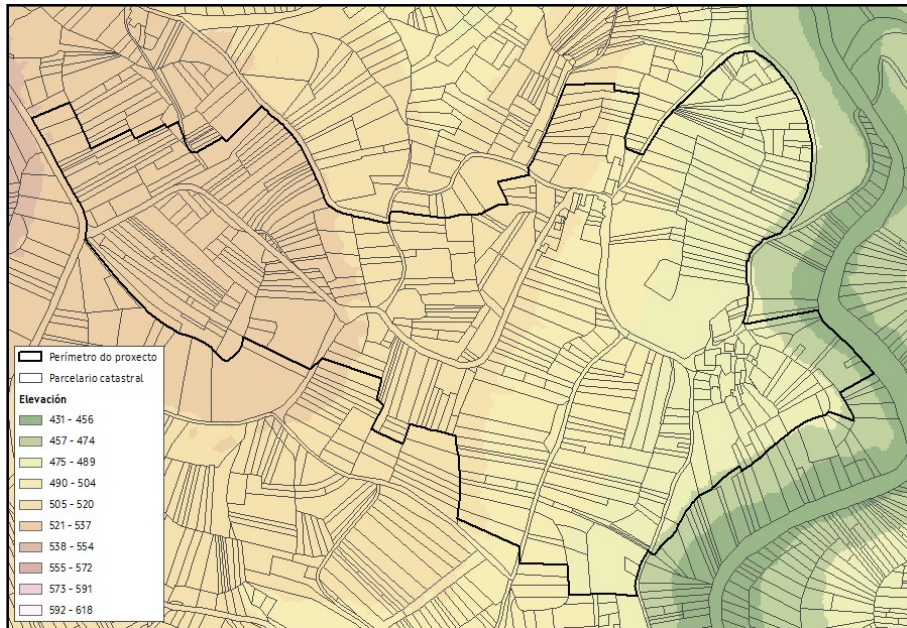 Perímetro do proxecto
Parcelario catastral
Elevación
431 - 456
457 - 474
475 - 489
490 - 504
505 - 520
521 - 537
538 - 554
555 - 572
573 - 591
592 - 618